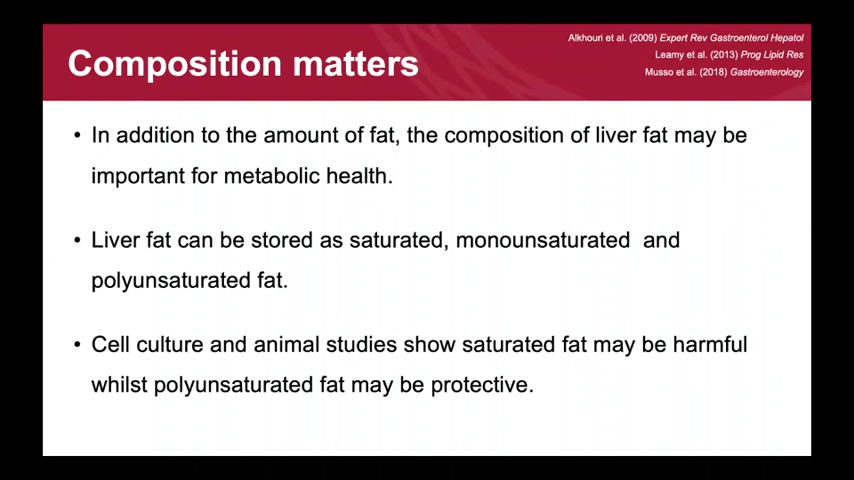 Composition matters
Alkhouri et al. (2009) Expert Rev Gastroenterol Hepatol
Leamy et al. (2013) Prog Lipid Res
Musso et al. (2018) Gastroenterology
• In addition to the amount of fat, the composition of liver fat may be
important for metabolic health.
• Liver fat can be stored as saturated, monounsaturated  and
polyunsaturated fat.
• Cell culture and animal studies show saturated fat may be harmful
whilst polyunsaturated fat may be protective.